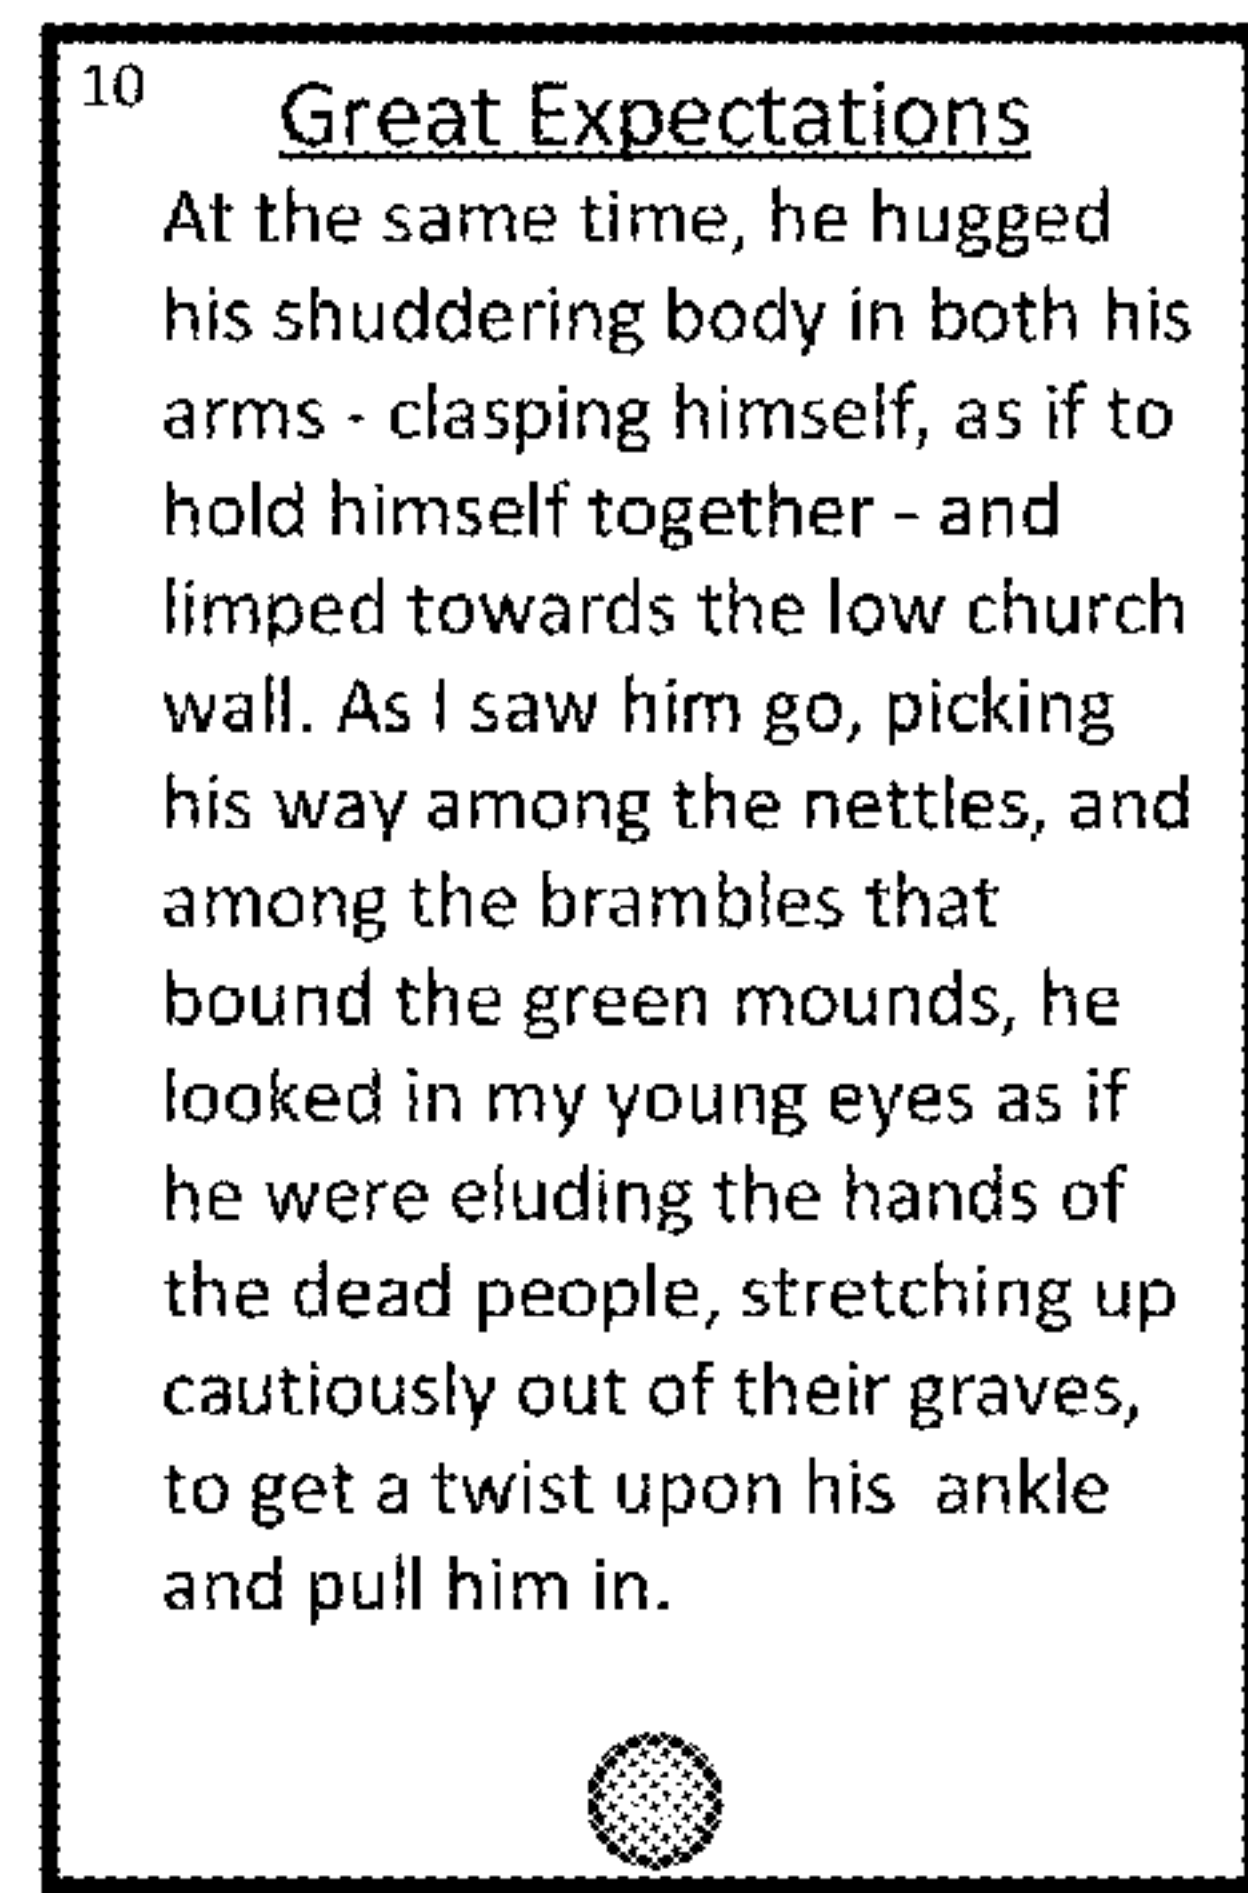 10
Great Expectations
At the same time, he hugged
his shuddering body in both his
arms - clasping himself, as if to
hold himself together - and
limped towards the low church
wall. As I saw him go, picking
his way among the nettles, and
among the brambles that
bound the green mounds, he
looked in my young eyes as if
he were eluding the hands of
the dead people, stretching up
cautiously out of their graves,
to get a twist upon his  ankle
and pull him in.